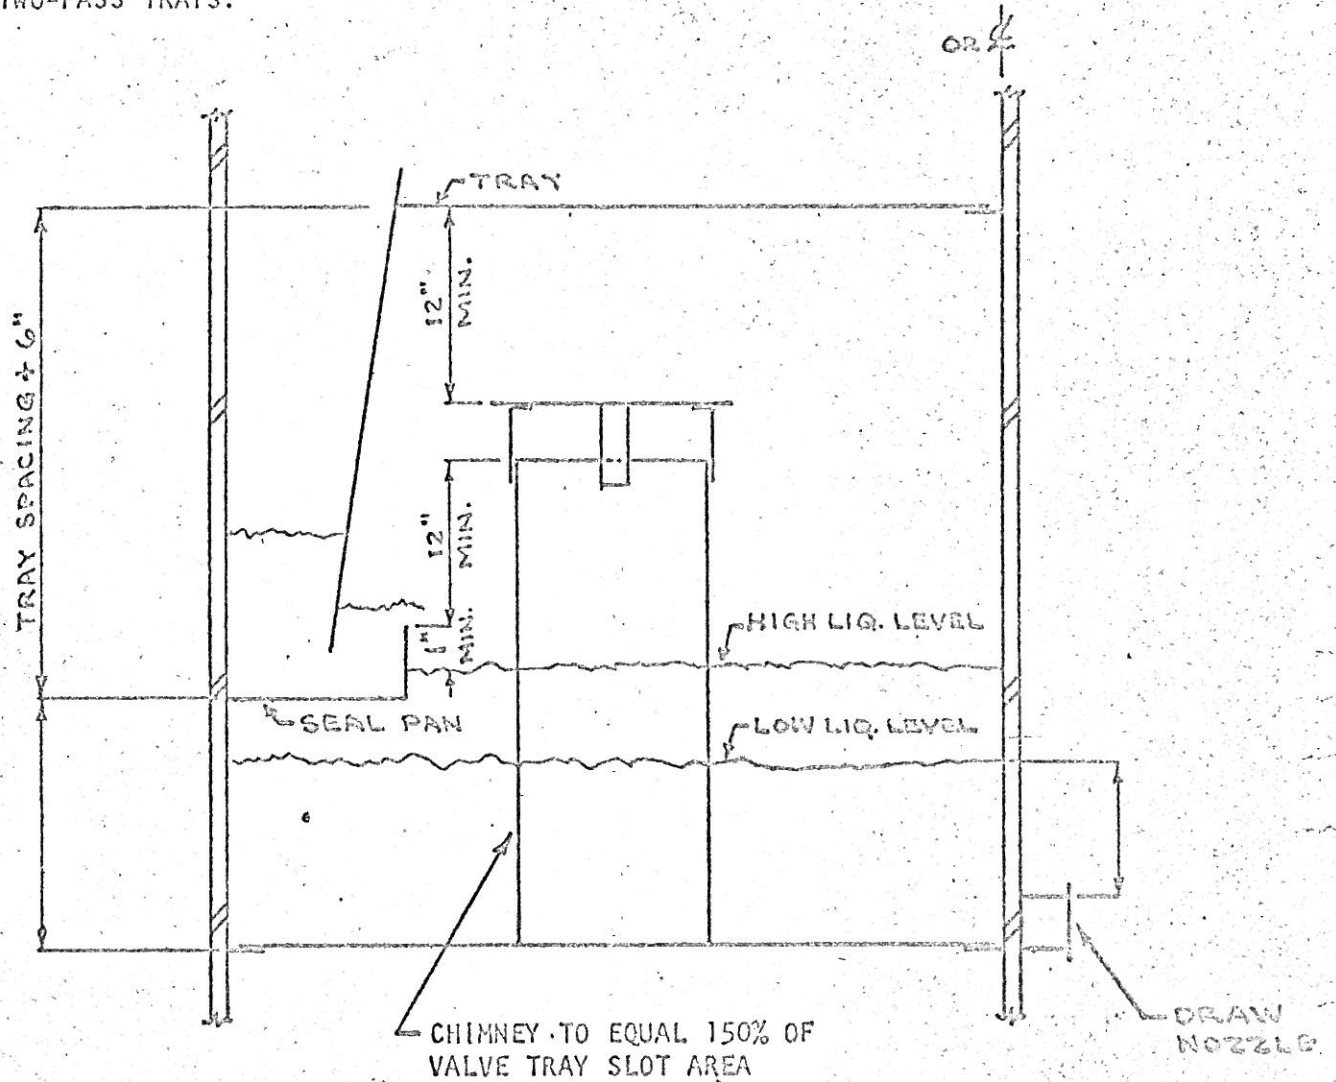 TWO-PASS TRAYS.
OR ℄
TRAY
12" MIN.
TRAY SPACING + 6"
12" MIN.
1" MIN.
HIGH LIQ. LEVEL
SEAL PAN
LOW LIQ. LEVEL
CHIMNEY TO EQUAL 150% OF
VALVE TRAY SLOT AREA
DRAW
NOZZLE